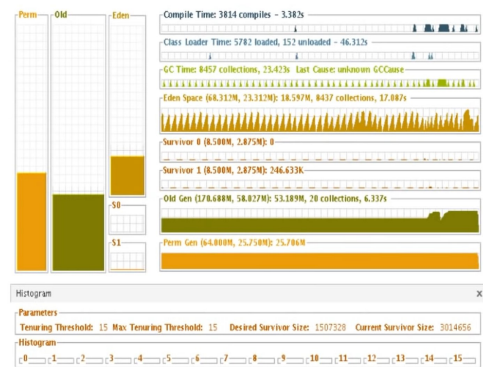 Perm Old Eden
Compile Time: 3814 compiles - 3.382s
Class Loader Time: 5782 loaded, 152 unloaded - 46.312s
GC Time: 8457 collections, 23.423s Last Cause: unknown GCCause
Eden Space (68.312M, 23.312M): 18.597M, 8437 collections, 17.087s
Survivor 0 (8.500M, 2.875M): 0
Survivor 1 (8.500M, 2.875M): 246.633K
Old Gen (170.688M, 58.027M): 53.189M, 20 collections, 6.337s
S0
S1
Perm Gen (64.000M, 25.750M): 25.706M
Histogram x
Parameters
Tenuring Threshold: 15 Max Tenuring Threshold: 15 Desired Survivor Size: 1507328 Current Survivor Size: 3014656
Histogram
0 1 2 3 4 5 6 7 8 9 10 11 12 13 14 15